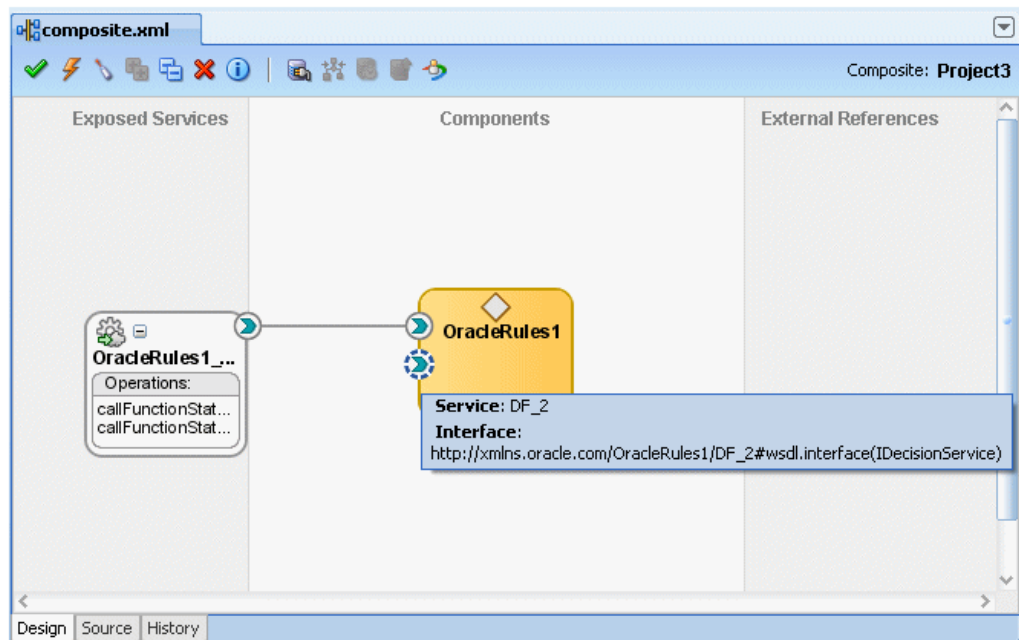 composite.xml
Composite: Project3
Exposed Services
Components
External References
OracleRules1_...
Operations:
callFunctionStat...
callFunctionStat...
OracleRules1
Service: DF_2
Interface:
http://xmlns.oracle.com/OracleRules1/DF_2#wsdl.interface(IDecisionService)
Design Source History